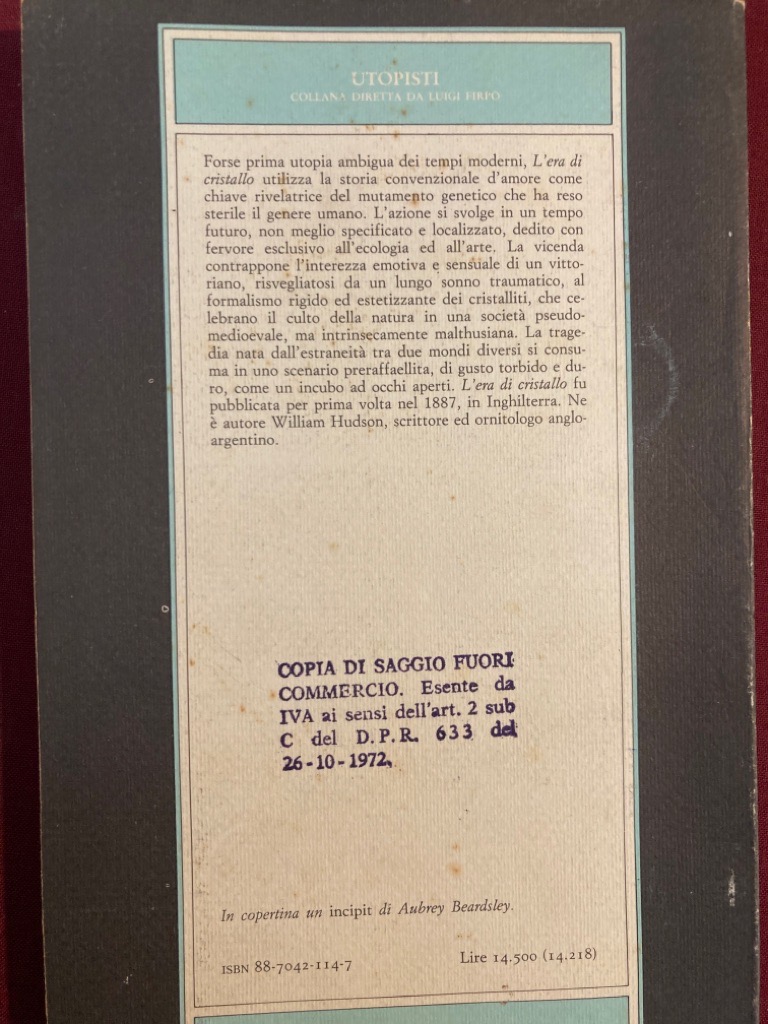 UTOPISTI
COLLANA DIRETTA DA LUIGI FIRPO
Forse prima utopia ambigua dei tempi moderni, L'era di
cristallo utilizza la storia convenzionale d'amore come
chiave rivelatrice del mutamento genetico che ha reso
sterile il genere umano. L'azione si svolge in un tempo
futuro, non meglio specificato e localizzato, dedito con
fervore esclusivo all'ecologia ed all'arte. La vicenda
contrappone l'interezza emotiva e sensuale di un vitto-
riano, risvegliatosi da un lungo sonno traumatico, al
formalismo rigido ed estetizzante dei cristalliti, che ce-
lebrano il culto della natura in una società pseudo-
medioevale, ma intrinsecamente malthusiana. La trage-
dia nata dall'estraneità tra due mondi diversi si consu-
ma in uno scenario preraffaellita, di gusto torbido e du-
ro, come un incubo ad occhi aperti. L'era di cristallo fu
pubblicata per prima volta nel 1887, in Inghilterra. Ne
è autore William Hudson, scrittore ed ornitologo anglo-
argentino.
COPIA DI SAGGIO FUORI
COMMERCIO. Esente da
IVA ai sensi dell'art. 2 sub
C del D.P.R. 633 del
26-10-1972.
In copertina un incipit di Aubrey Beardsley.
ISBN 88-7042-114-7
Lire 14.500 (14.218)